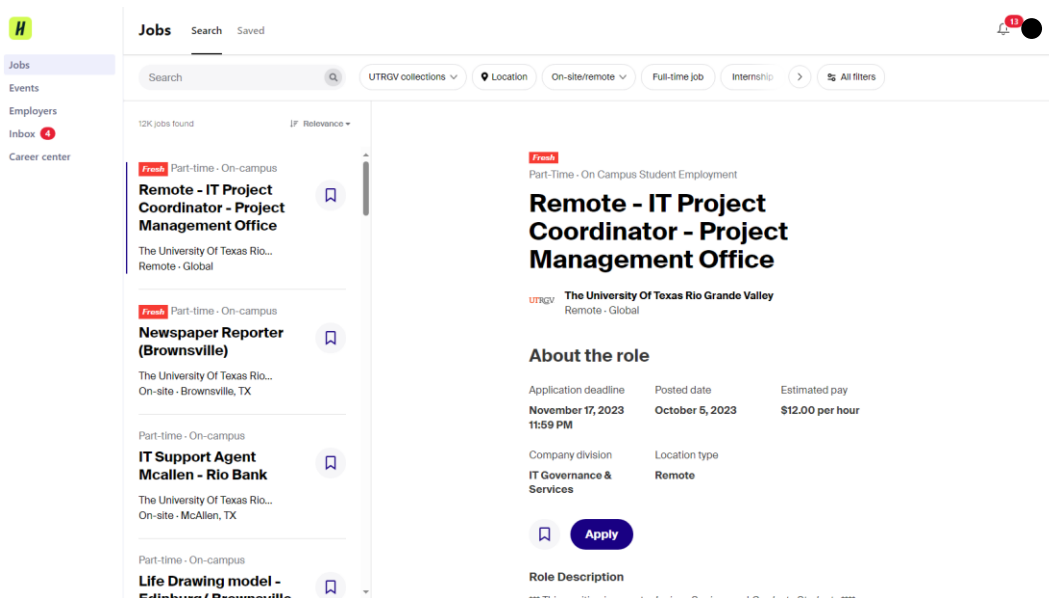 H
Jobs
Events
Employers
Inbox 4
Career center
Jobs
Search
Saved
13
Search
UTRGV collections
Location
On-site/remote
Full-time job
Internship
All filters
12K jobs found
Relevance
Fresh Part-time · On-campus
Remote - IT Project
Coordinator - Project
Management Office
The University Of Texas Rio...
Remote · Global
Fresh Part-time · On-campus
Newspaper Reporter
(Brownsville)
The University Of Texas Rio...
On-site · Brownsville, TX
Part-time · On-campus
IT Support Agent
Mcallen - Rio Bank
The University Of Texas Rio...
On-site · McAllen, TX
Part-time · On-campus
Life Drawing model -
Edinburg/ Brownsville
Fresh
Part-Time · On Campus Student Employment
Remote - IT Project
Coordinator - Project
Management Office
UTRGV
The University Of Texas Rio Grande Valley
Remote · Global
About the role
Application deadline
November 17, 2023
11:59 PM
Posted date
October 5, 2023
Estimated pay
$12.00 per hour
Company division
IT Governance &
Services
Location type
Remote
Apply
Role Description